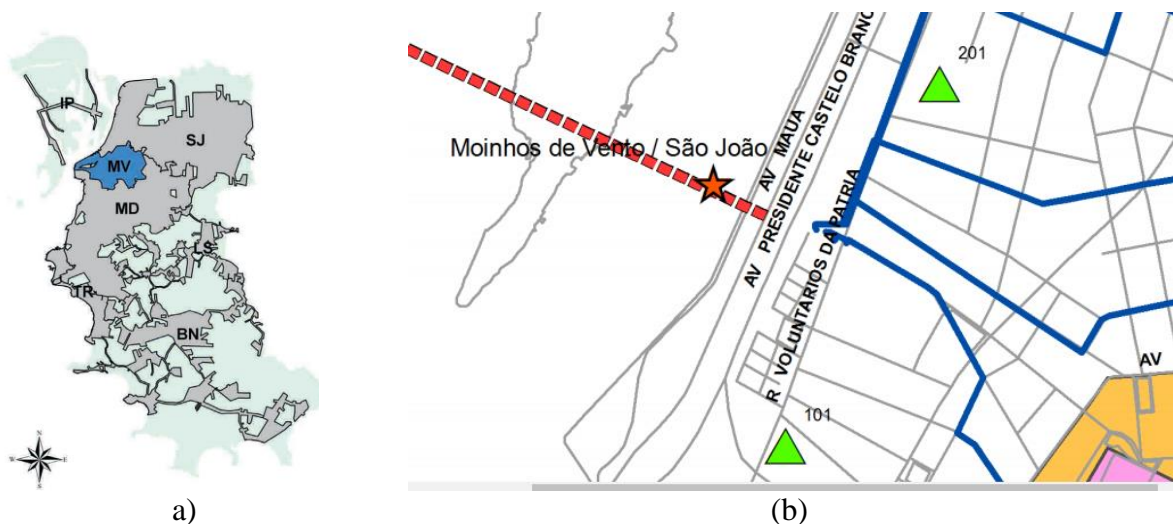 IP
SJ
MV
MD
LS
TR
BN
N
W
E
S
a)
201
Moinhos de Vento / São João
AV MAUA
AV PRESIDENTE CASTELO BRANC
R VOLUNTARIOS DA PATRIA
AV
101
(b)